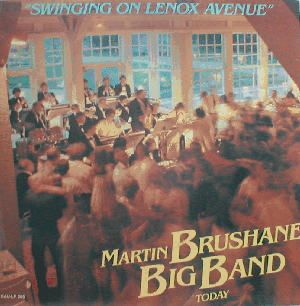 "SWINGING ON LENOX AVENUE"
MARTIN BRUSHANE
BIG BAND
TODAY